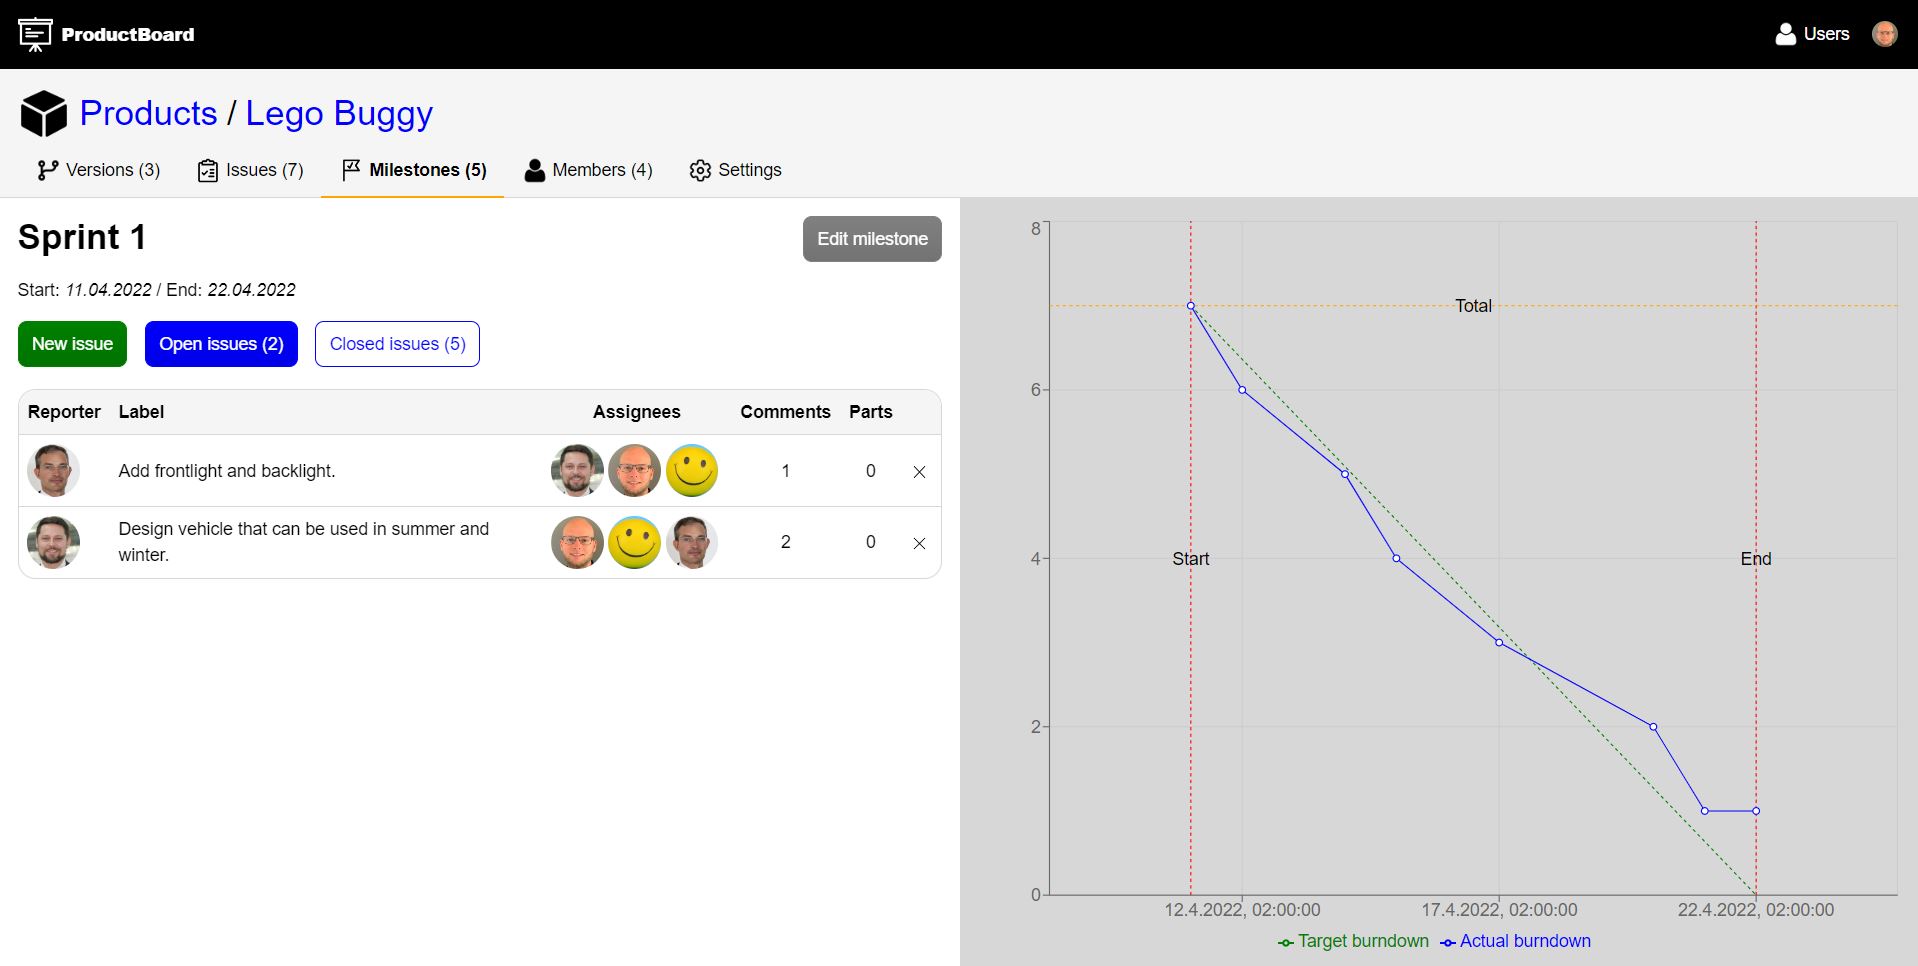 ProductBoard
Users
Products / Lego Buggy
Versions (3)
Issues (7)
Milestones (5)
Members (4)
Settings
Sprint 1
Edit milestone
Start: 11.04.2022 / End: 22.04.2022
New issue
Open issues (2)
Closed issues (5)
Reporter Label Assignees Comments Parts
Add frontlight and backlight. 1 0
Design vehicle that can be used in summer and
winter.
2 0
8
Total
6
4
Start
End
2
0
12.4.2022, 02:00:00
17.4.2022, 02:00:00
22.4.2022, 02:00:00
Target burndown
Actual burndown